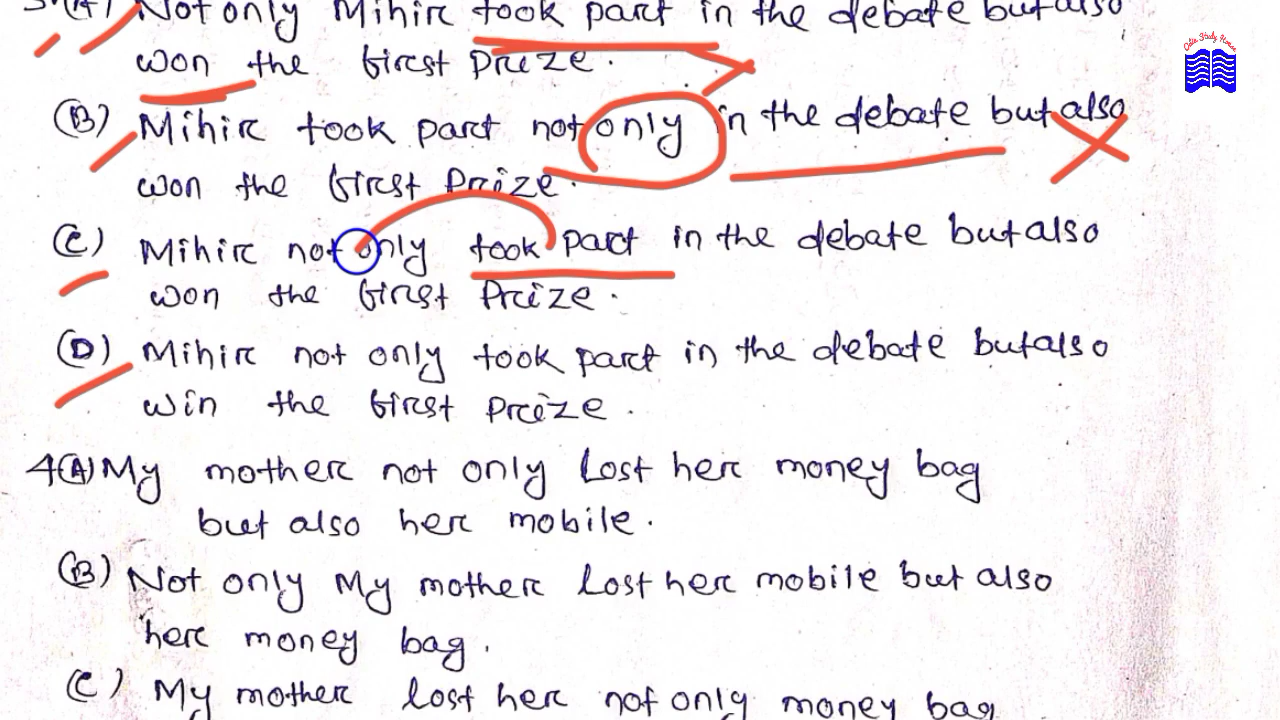 3.(A) Not only Mihir took part in the debate but also
won the first prize.
(B) Mihir took part not only in the debate but also
won the first prize.
(C) Mihir not only took part in the debate but also
won the first prize.
(D) Mihir not only took part in the debate but also
win the first prize.
4(A) My mother not only lost her money bag
but also her mobile.
(B) Not only My mother lost her mobile but also
her money bag.
(C) My mother lost her not only money bag
Odia Study Home